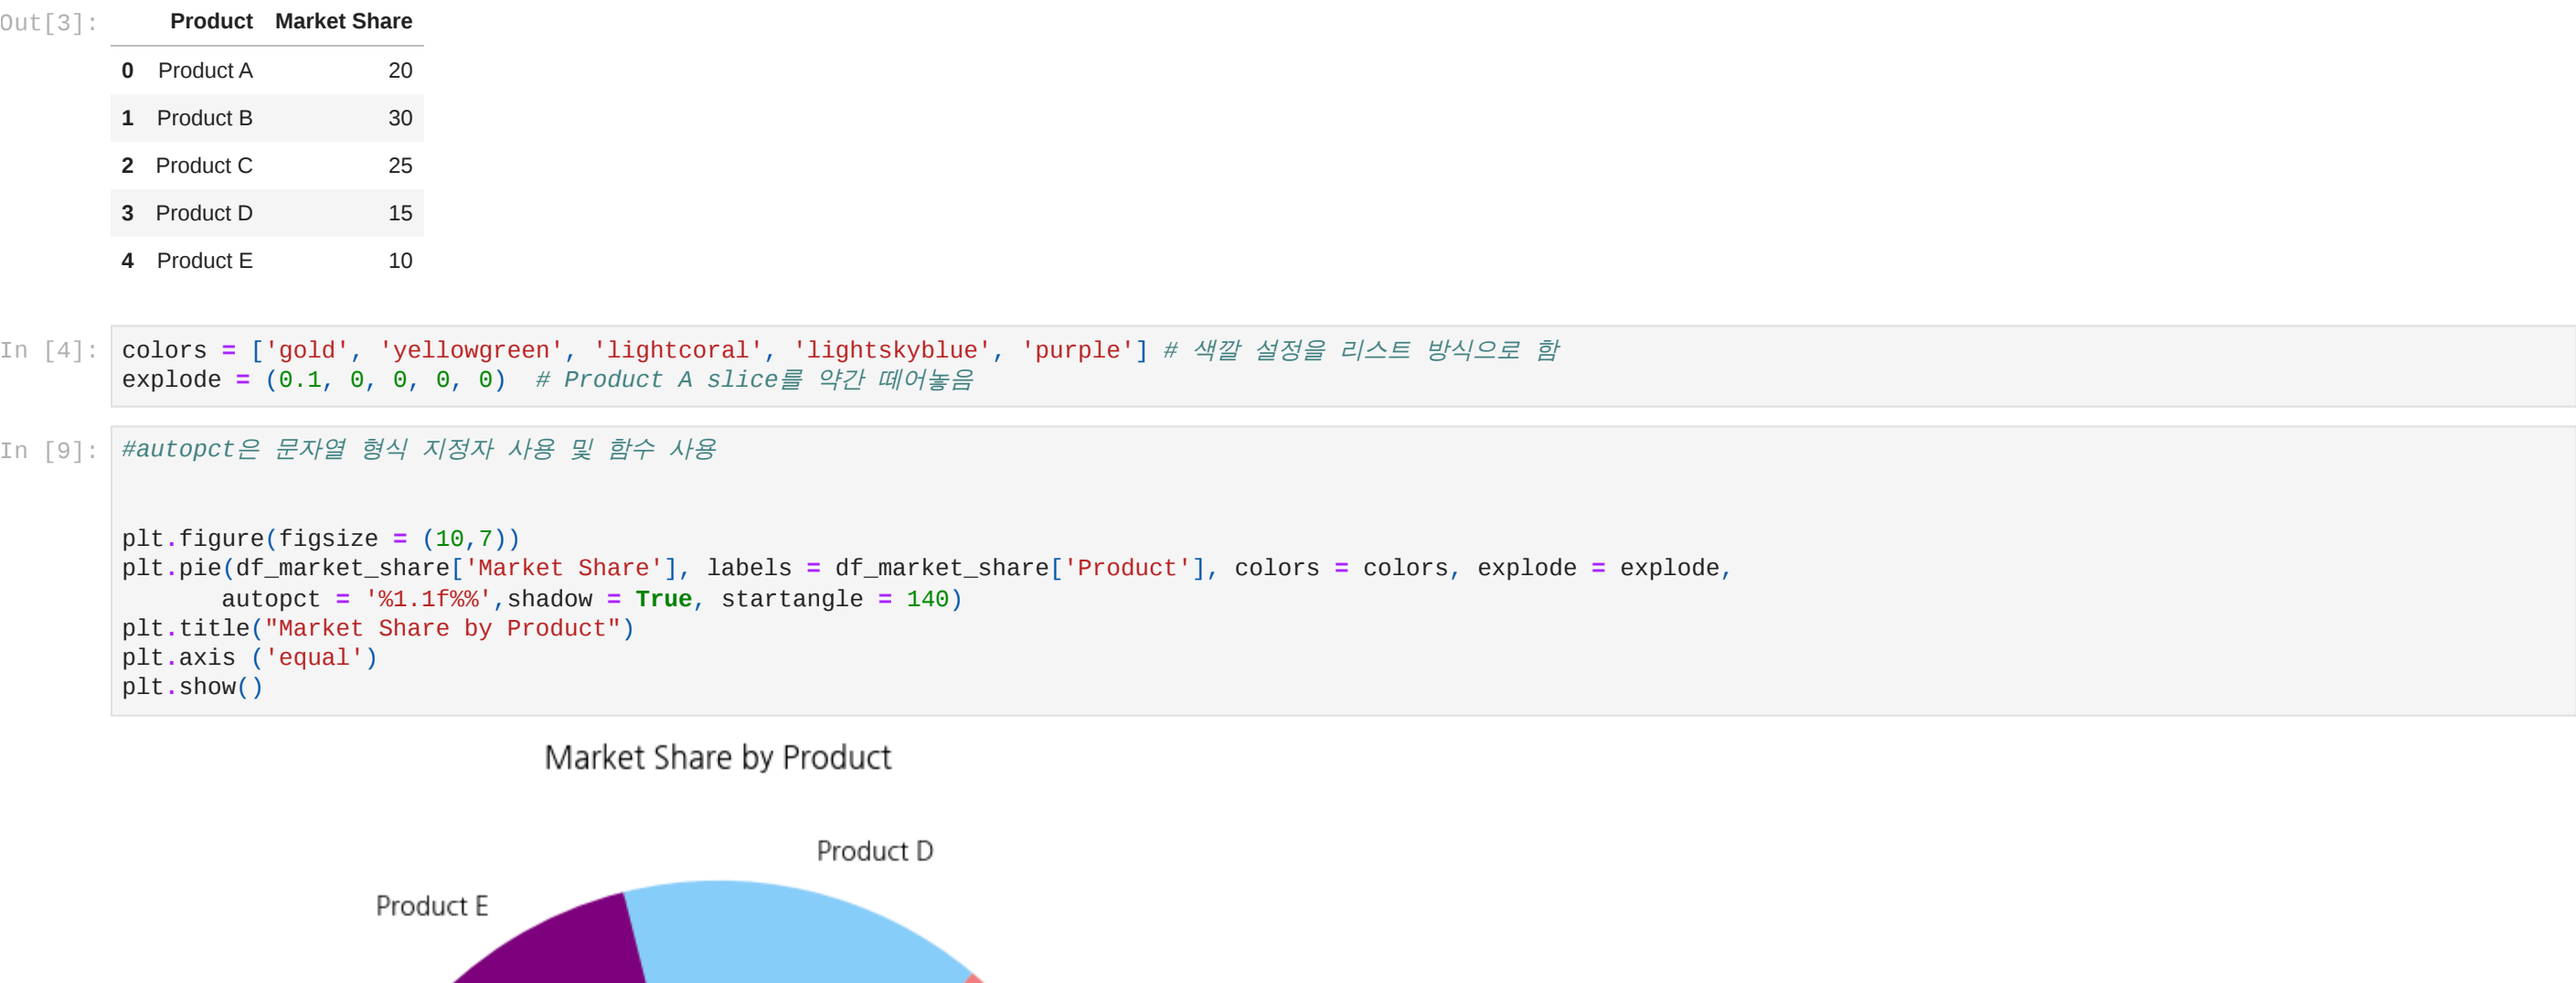 Out[3]:
Product Market Share
0 Product A 20
1 Product B 30
2 Product C 25
3 Product D 15
4 Product E 10
In [4]:
colors = ['gold', 'yellowgreen', 'lightcoral', 'lightskyblue', 'purple'] # 색깔 설정을 리스트 방식으로 함
explode = (0.1, 0, 0, 0, 0)  # Product A slice를 약간 떼어놓음
In [9]:
#autopct은 문자열 형식 지정자 사용 및 함수 사용
plt.figure(figsize = (10,7))
plt.pie(df_market_share['Market Share'], labels = df_market_share['Product'], colors = colors, explode = explode,
       autopct = '%1.1f%%',shadow = True, startangle = 140)
plt.title("Market Share by Product")
plt.axis ('equal')
plt.show()
Market Share by Product
Product D
Product E